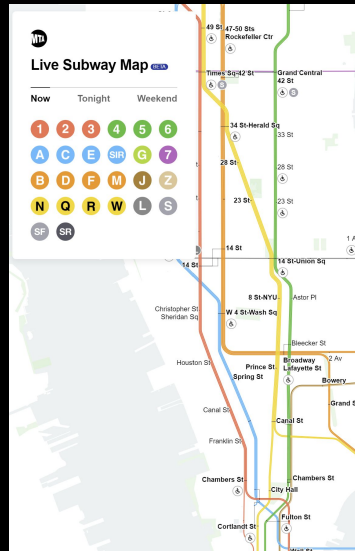 MTA
Live Subway Map BETA
Now Tonight Weekend
1 2 3 4 5 6
A C E SIR G 7
B D F M J Z
N Q R W L S
SF SR
49 St
47-50 Sts
Rockefeller Ctr
Times Sq-42 St
S
Grand Central
42 St
S
34 St-Herald Sq
33 St
28 St
28 St
23 St
23 St
14 St
1 A
14 St
14 St-Union Sq
8 St-NYU
Astor Pl
Christopher St
Sheridan Sq
W 4 St-Wash Sq
Bleecker St
Houston St
Prince St
Broadway
Lafayette St
2 Av
Spring St
Bowery
Canal St
Grand S
Canal St
Franklin St
Chambers St
Chambers St
City Hall
Fulton St
Cortlandt St
Wall St